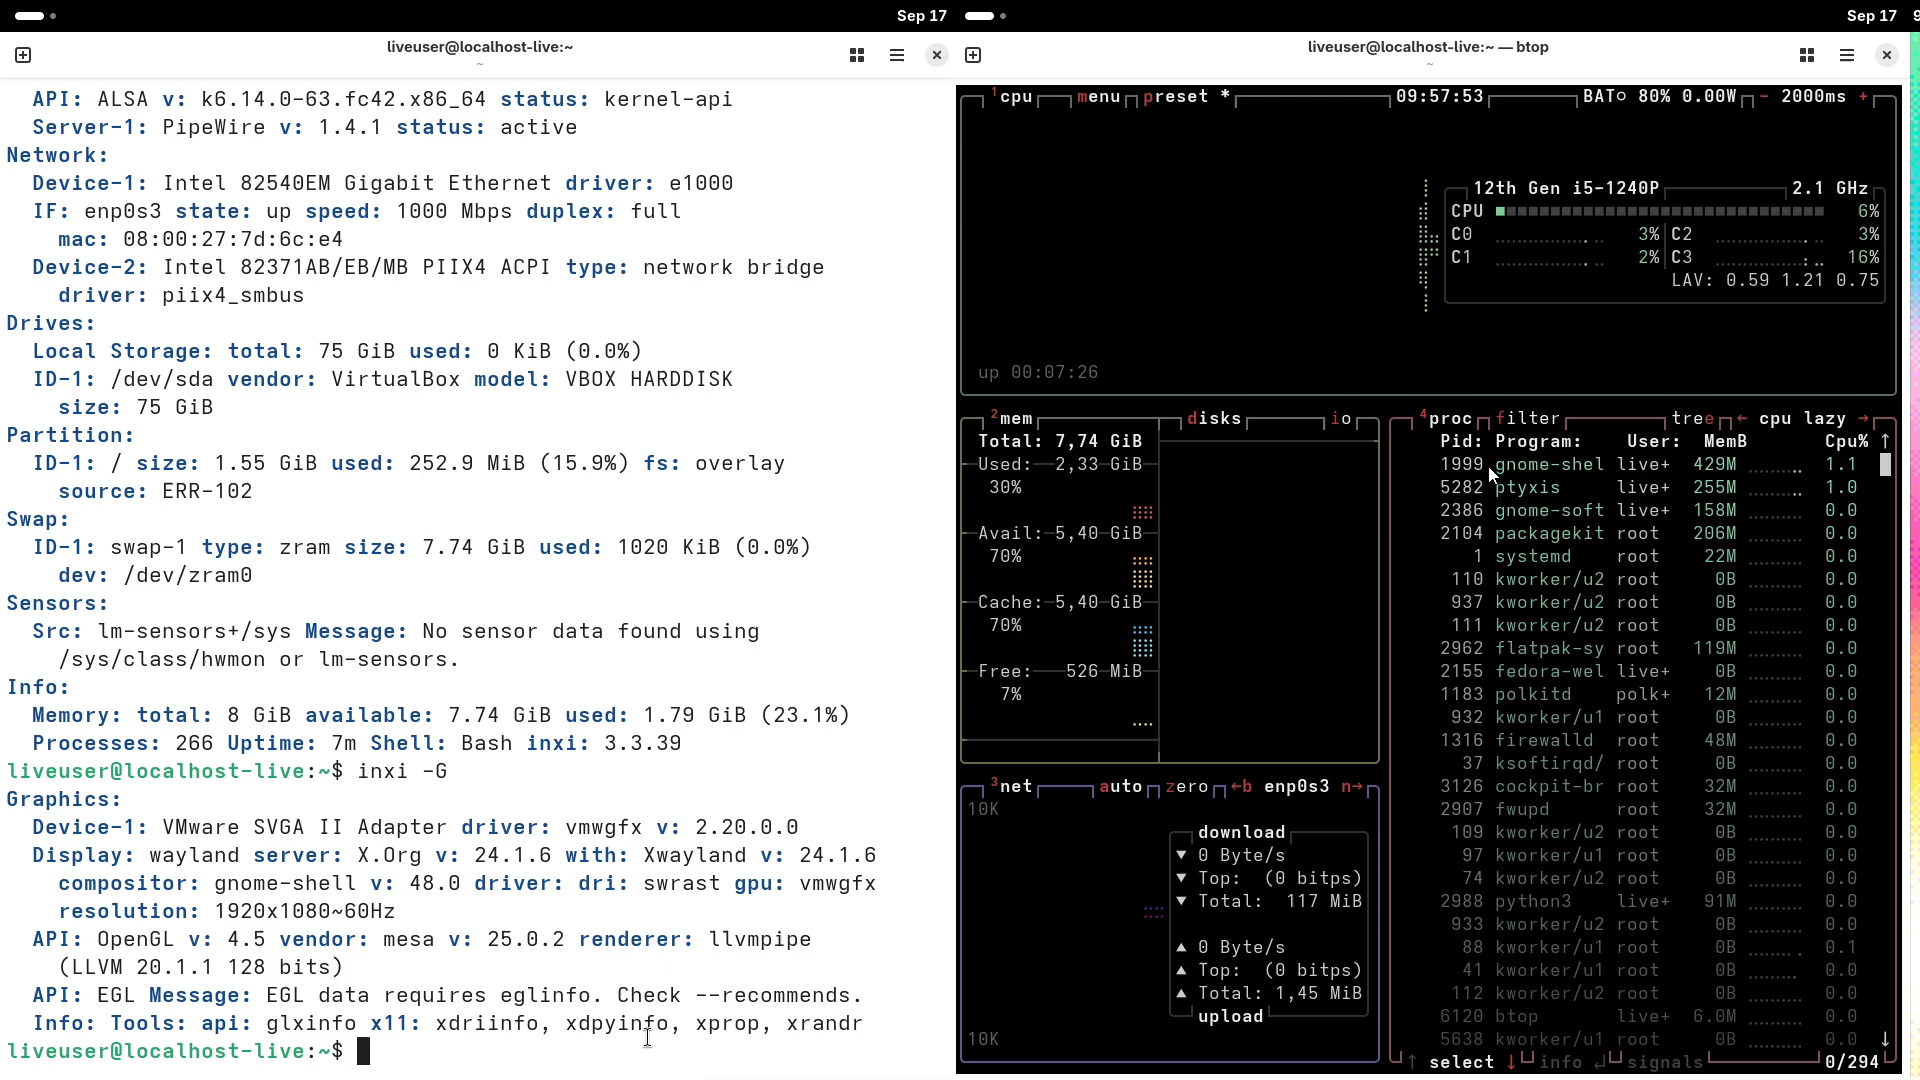 Sep 17
liveuser@localhost-live:~
~
API: ALSA v: k6.14.0-63.fc42.x86_64 status: kernel-api
Server-1: PipeWire v: 1.4.1 status: active
Network:
Device-1: Intel 82540EM Gigabit Ethernet driver: e1000
IF: enp0s3 state: up speed: 1000 Mbps duplex: full
mac: 08:00:27:7d:6c:e4
Device-2: Intel 82371AB/EB/MB PIIX4 ACPI type: network bridge
driver: piix4_smbus
Drives:
Local Storage: total: 75 GiB used: 0 KiB (0.0%)
ID-1: /dev/sda vendor: VirtualBox model: VBOX HARDDISK
size: 75 GiB
Partition:
ID-1: / size: 1.55 GiB used: 252.9 MiB (15.9%) fs: overlay
source: ERR-102
Swap:
ID-1: swap-1 type: zram size: 7.74 GiB used: 1020 KiB (0.0%)
dev: /dev/zram0
Sensors:
Src: lm-sensors+/sys Message: No sensor data found using
/sys/class/hwmon or lm-sensors.
Info:
Memory: total: 8 GiB available: 7.74 GiB used: 1.79 GiB (23.1%)
Processes: 266 Uptime: 7m Shell: Bash inxi: 3.3.39
liveuser@localhost-live:~$ inxi -G
Graphics:
Device-1: VMware SVGA II Adapter driver: vmwgfx v: 2.20.0.0
Display: wayland server: X.Org v: 24.1.6 with: Xwayland v: 24.1.6
compositor: gnome-shell v: 48.0 driver: dri: swrast gpu: vmwgfx
resolution: 1920x1080~60Hz
API: OpenGL v: 4.5 vendor: mesa v: 25.0.2 renderer: llvmpipe
(LLVM 20.1.1 128 bits)
API: EGL Message: EGL data requires eglinfo. Check --recommends.
Info: Tools: api: glxinfo x11: xdriinfo, xdpyinfo, xprop, xrandr
liveuser@localhost-live:~$
Sep 17 9
liveuser@localhost-live:~ — btop
~
1cpu menu preset * 09:57:53 BAT○ 80% 0.00W - 2000ms +
12th Gen i5-1240P 2.1 GHz
CPU 6%
C0 3% C2 3%
C1 2% C3 16%
LAV: 0.59 1.21 0.75
up 00:07:26
2mem disks io
Total: 7,74 GiB
Used: 2,33 GiB
30%
Avail: 5,40 GiB
70%
Cache: 5,40 GiB
70%
Free: 526 MiB
7%
3net auto zero ←b enp0s3 n→
10K
download
▼ 0 Byte/s
▼ Top: (0 bitps)
▼ Total: 117 MiB
▲ 0 Byte/s
▲ Top: (0 bitps)
▲ Total: 1,45 MiB
upload
10K
4proc filter tree ← cpu lazy →
Pid: Program: User: MemB Cpu% ↑
1999 gnome-shel live+ 429M 1.1
5282 ptyxis live+ 255M 1.0
2386 gnome-soft live+ 158M 0.0
2104 packagekit root 206M 0.0
1 systemd root 22M 0.0
110 kworker/u2 root 0B 0.0
937 kworker/u2 root 0B 0.0
111 kworker/u2 root 0B 0.0
2962 flatpak-sy root 119M 0.0
2155 fedora-wel live+ 0B 0.0
1183 polkitd polk+ 12M 0.0
932 kworker/u1 root 0B 0.0
1316 firewalld root 48M 0.0
37 ksoftirqd/ root 0B 0.0
3126 cockpit-br root 32M 0.0
2907 fwupd root 32M 0.0
109 kworker/u2 root 0B 0.0
97 kworker/u1 root 0B 0.0
74 kworker/u2 root 0B 0.0
2988 python3 live+ 91M 0.0
933 kworker/u2 root 0B 0.0
88 kworker/u1 root 0B 0.1
41 kworker/u1 root 0B 0.0
112 kworker/u2 root 0B 0.0
6120 btop live+ 6.0M 0.0
5638 kworker/u1 root 0B 0.0 ↓
↑ select ↓ info ↵ signals 0/294